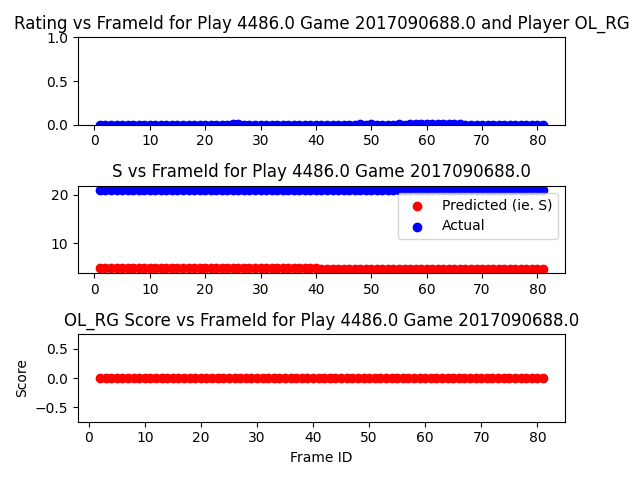 Rating vs FrameId for Play 4486.0 Game 2017090688.0 and Player OL_RG
1.0
0.5
0.0
0 10 20 30 40 50 60 70 80
S vs FrameId for Play 4486.0 Game 2017090688.0
20
10
Predicted (ie. S)
Actual
0 10 20 30 40 50 60 70 80
OL_RG Score vs FrameId for Play 4486.0 Game 2017090688.0
Score
0.5
0.0
−0.5
0 10 20 30 40 50 60 70 80
Frame ID